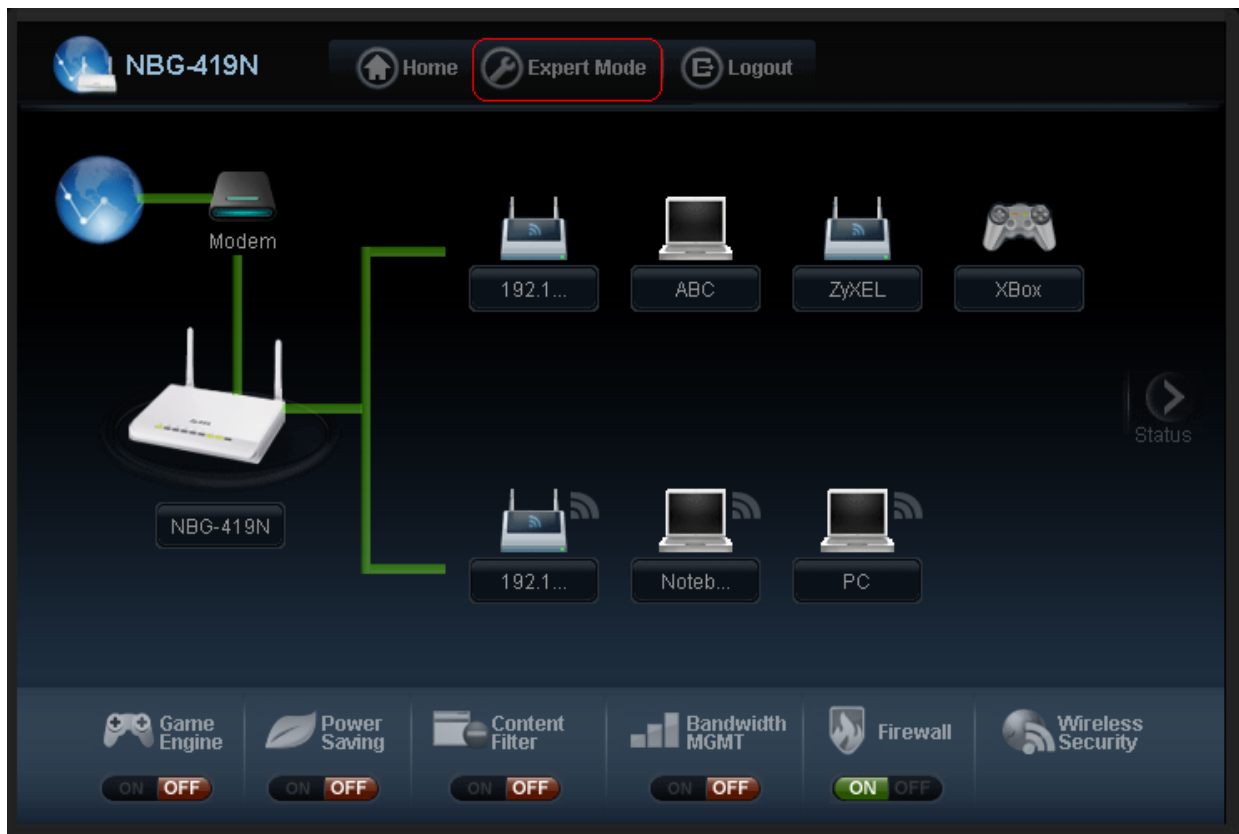 NBG-419N
Home
Expert Mode
Logout
Modem
192.1...
ABC
ZyXEL
XBox
Status
NBG-419N
192.1...
Noteb...
PC
Game
Engine
Power
Saving
Content
Filter
Bandwidth
MGMT
Firewall
Wireless
Security
ON OFF
ON OFF
ON OFF
ON OFF
ON OFF